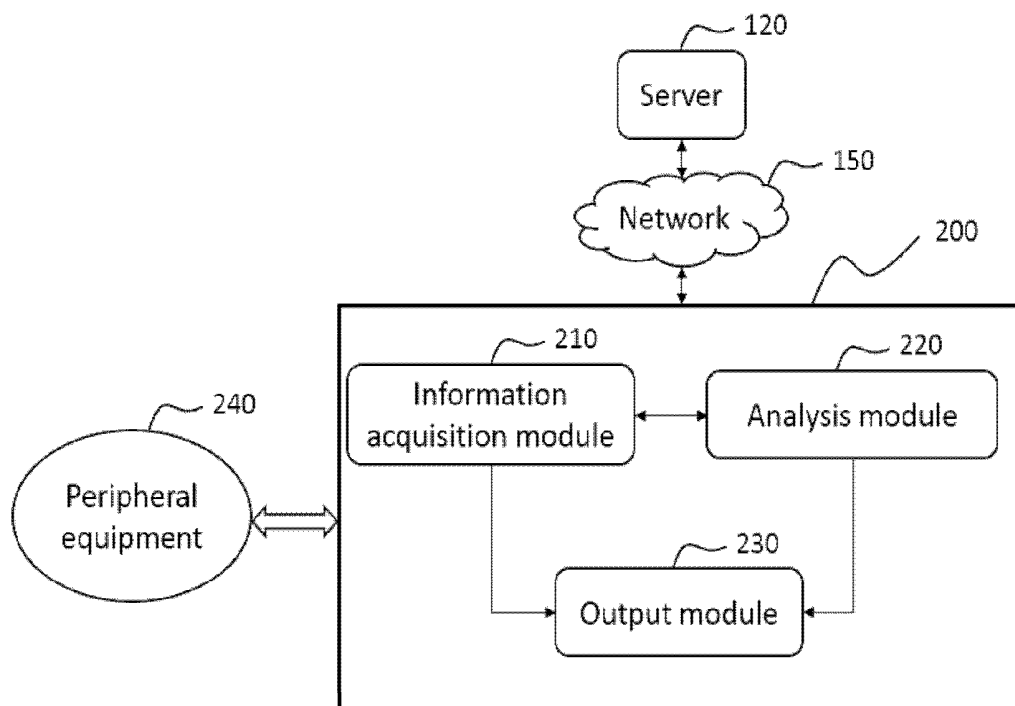 120
Server
150
Network
200
210
220
Information
acquisition module
Analysis module
240
Peripheral
equipment
230
Output module